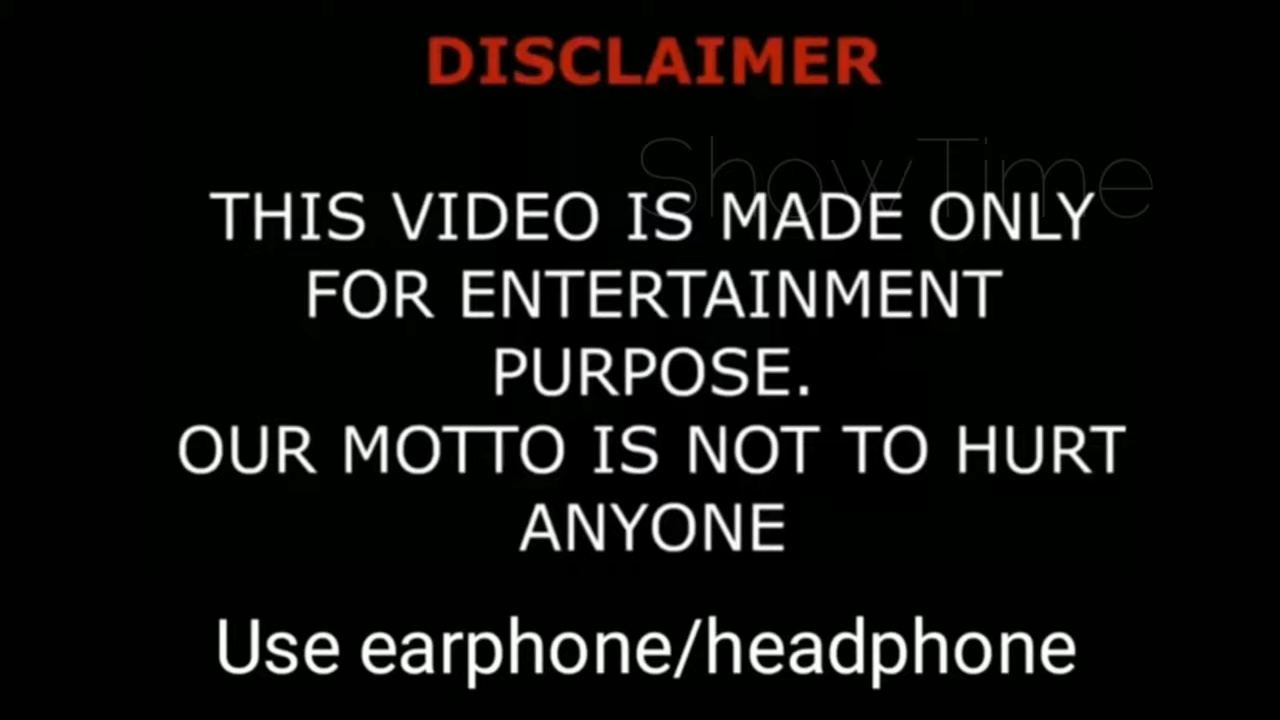 DISCLAIMER
ShowTime
THIS VIDEO IS MADE ONLY
FOR ENTERTAINMENT
PURPOSE.
OUR MOTTO IS NOT TO HURT
ANYONE
Use earphone/headphone